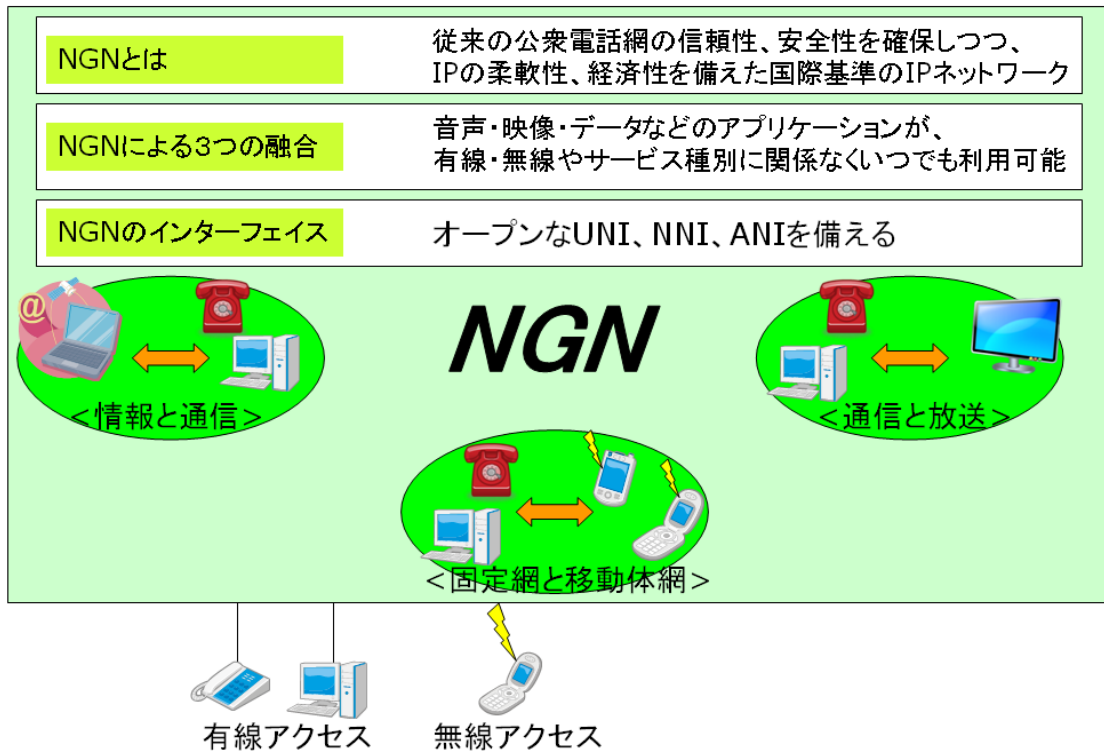 NGNとは
従来の公衆電話網の信頼性、安全性を確保しつつ、
IPの柔軟性、経済性を備えた国際基準のIPネットワーク
NGNによる3つの融合
音声・映像・データなどのアプリケーションが、
有線・無線やサービス種別に関係なくいつでも利用可能
NGNのインターフェイス
オープンなUNI、NNI、ANIを備える
@
NGN
<情報と通信>
<通信と放送>
<固定網と移動体網>
有線アクセス
無線アクセス